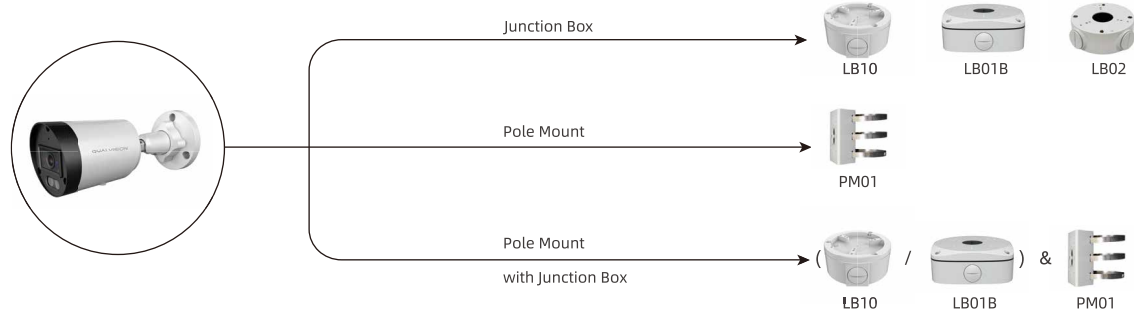 Junction Box
LB10
LB01B
LB02
Pole Mount
PM01
Pole Mount
with Junction Box
( / ) &
LB10
LB01B
PM01